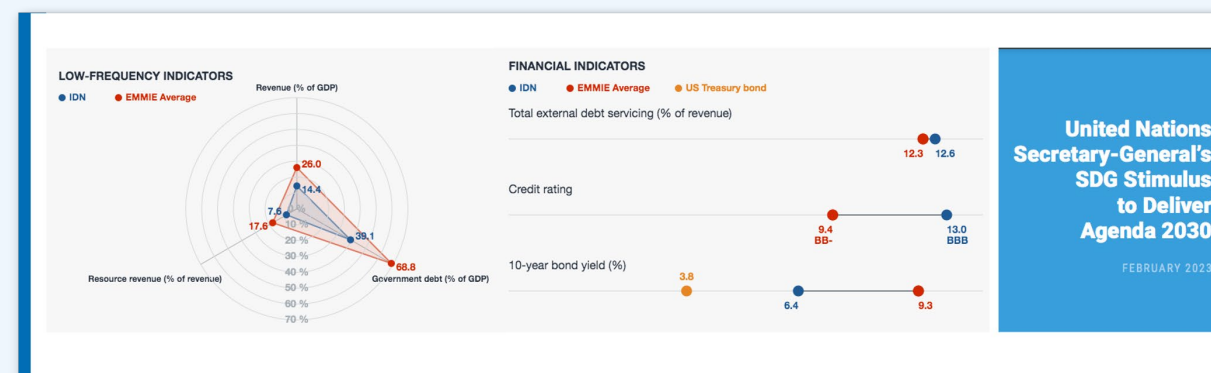 LOW-FREQUENCY INDICATORS
IDN EMMIE Average
Revenue (% of GDP)
26.0
14.4
7.6
17.6
39.1
68.8
10 %
20 %
30 %
40 %
50 %
60 %
70 %
Resource revenue (% of revenue)
Government debt (% of GDP)
FINANCIAL INDICATORS
IDN EMMIE Average US Treasury bond
Total external debt servicing (% of revenue)
12.3 12.6
Credit rating
9.4 13.0
BB- BBB
10-year bond yield (%)
3.8
6.4 9.3
United Nations
Secretary-General's
SDG Stimulus
to Deliver
Agenda 2030
FEBRUARY 2023